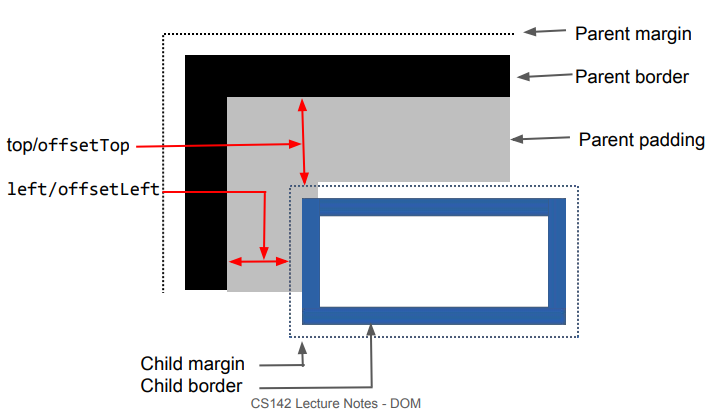 Parent margin
Parent border
Parent padding
top/offsetTop
left/offsetLeft
Child margin
Child border
CS142 Lecture Notes - DOM